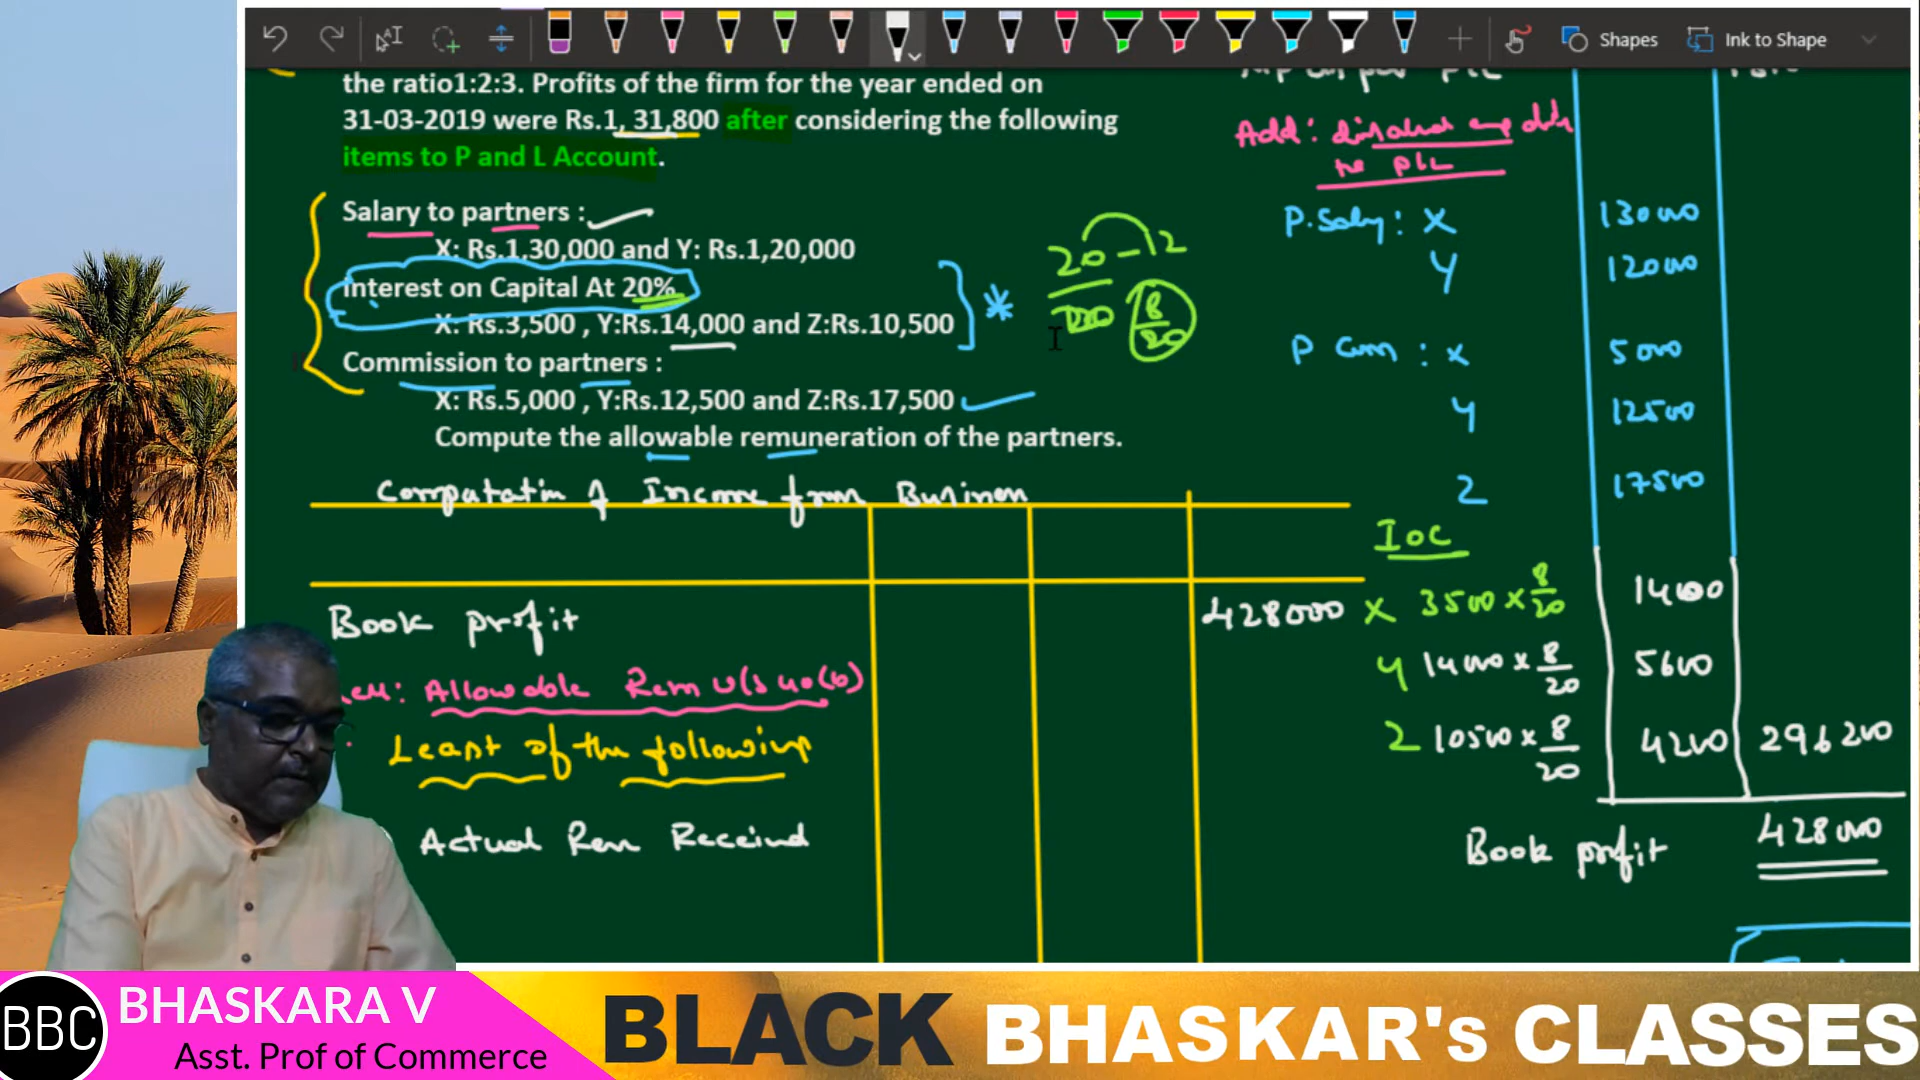 Shapes
Ink to Shape
the ratio1:2:3. Profits of the firm for the year ended on
31-03-2019 were Rs.1, 31,800 after considering the following
items to P and L Account.
Salary to partners :
X: Rs.1,30,000 and Y: Rs.1,20,000
Interest on Capital At 20%
X: Rs.3,500 , Y:Rs.14,000 and Z:Rs.10,500
Commission to partners :
X: Rs.5,000 , Y:Rs.12,500 and Z:Rs.17,500
Compute the allowable remuneration of the partners.
20 - 12
8
20
Computatin of Income from Business
Book profit 428000
Allowable Rem U/s 40(b)
Least of the following
Actual Rem Received
Add:
to P/L
P. Salary : X 130000
Y 120000
P Com : X 5000
Y 12500
Z 17500
IOC
X 3500 × 8/20 1400
Y 14000 × 8/20 5600
Z 10500 × 8/20 4200 296200
Book profit 428000
BBC
BHASKARA V
Asst. Prof of Commerce
BLACK BHASKAR's CLASSES